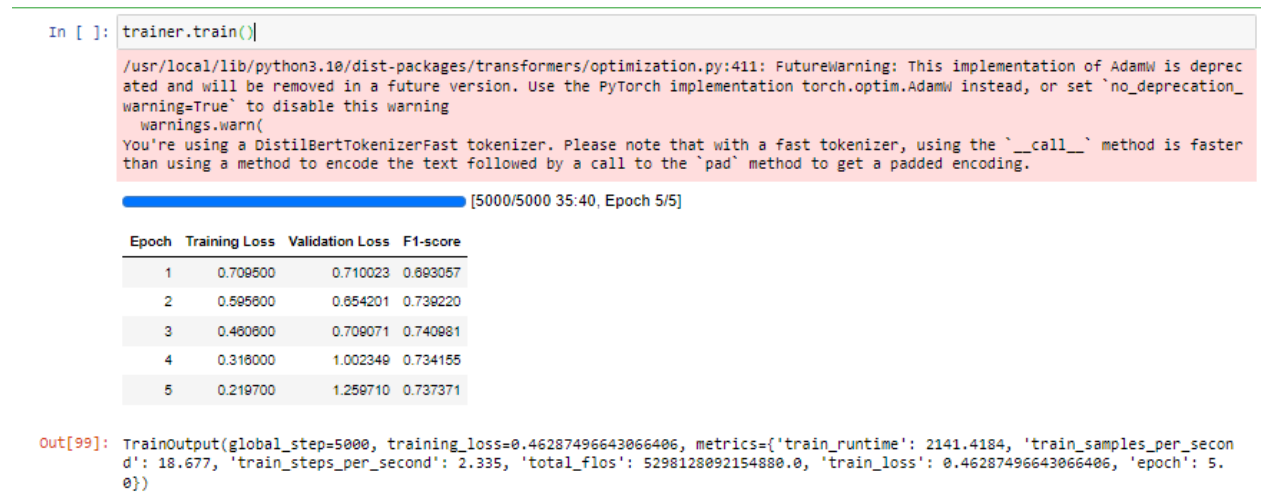 In [ ]: trainer.train()
/usr/local/lib/python3.10/dist-packages/transformers/optimization.py:411: FutureWarning: This implementation of AdamW is deprec
ated and will be removed in a future version. Use the PyTorch implementation torch.optim.AdamW instead, or set `no_deprecation_
warning=True` to disable this warning
  warnings.warn(
You're using a DistilBertTokenizerFast tokenizer. Please note that with a fast tokenizer, using the `__call__` method is faster
than using a method to encode the text followed by a call to the `pad` method to get a padded encoding.
[5000/5000 35:40, Epoch 5/5]
Epoch Training Loss Validation Loss F1-score
1 0.709500 0.710023 0.693057
2 0.595600 0.654201 0.739220
3 0.460600 0.709071 0.740981
4 0.316000 1.002349 0.734155
5 0.219700 1.259710 0.737371
Out[99]: TrainOutput(global_step=5000, training_loss=0.46287496643066406, metrics={'train_runtime': 2141.4184, 'train_samples_per_secon
d': 18.677, 'train_steps_per_second': 2.335, 'total_flos': 5298128092154880.0, 'train_loss': 0.46287496643066406, 'epoch': 5.
0})